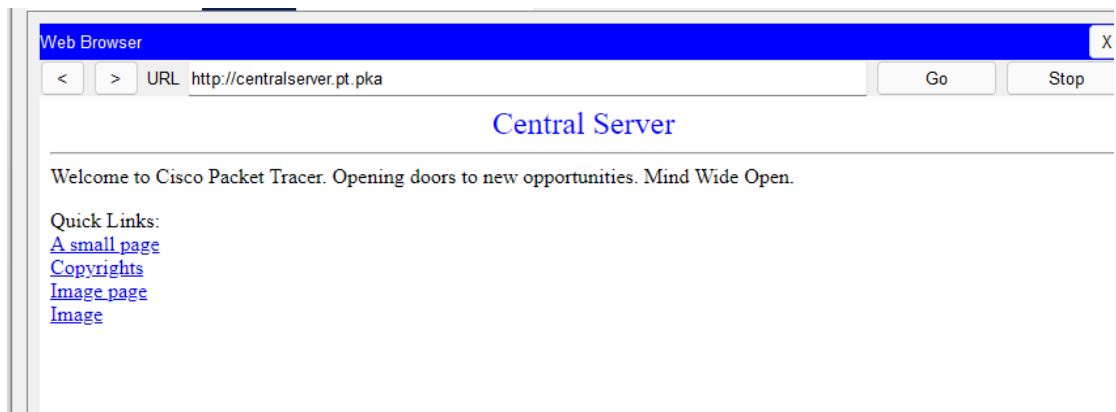 Web Browser X
< > URL http://centralserver.pt.pka Go Stop
Central Server
Welcome to Cisco Packet Tracer. Opening doors to new opportunities. Mind Wide Open.
Quick Links:
A small page
Copyrights
Image page
Image